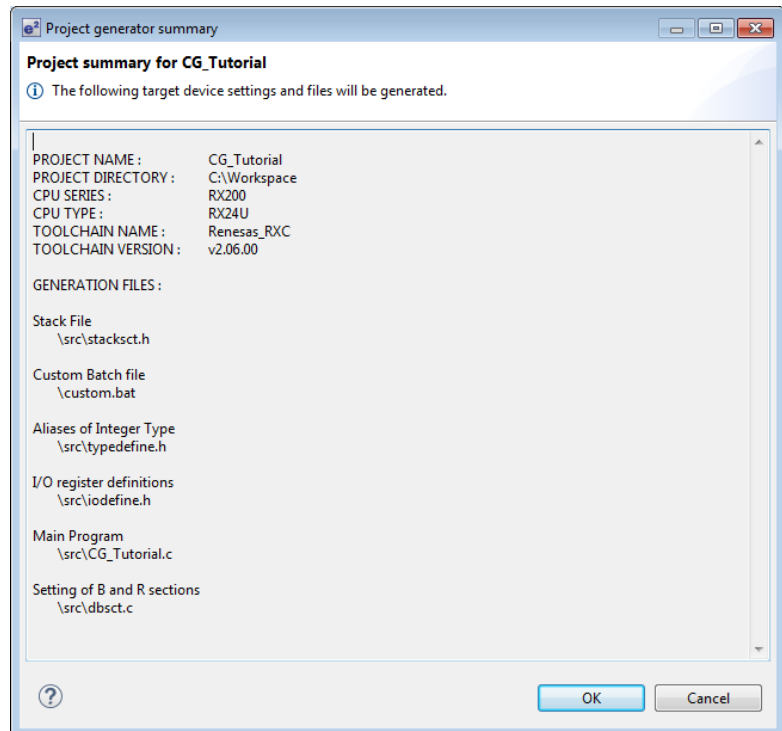 e² Project generator summary
Project summary for CG_Tutorial
The following target device settings and files will be generated.
PROJECT NAME : CG_Tutorial
PROJECT DIRECTORY : C:\Workspace
CPU SERIES : RX200
CPU TYPE : RX24U
TOOLCHAIN NAME : Renesas_RXC
TOOLCHAIN VERSION : v2.06.00
GENERATION FILES :
Stack File
\src\stacksct.h
Custom Batch file
\custom.bat
Aliases of Integer Type
\src\typedefine.h
I/O register definitions
\src\iodefine.h
Main Program
\src\CG_Tutorial.c
Setting of B and R sections
\src\dbsct.c
OK Cancel